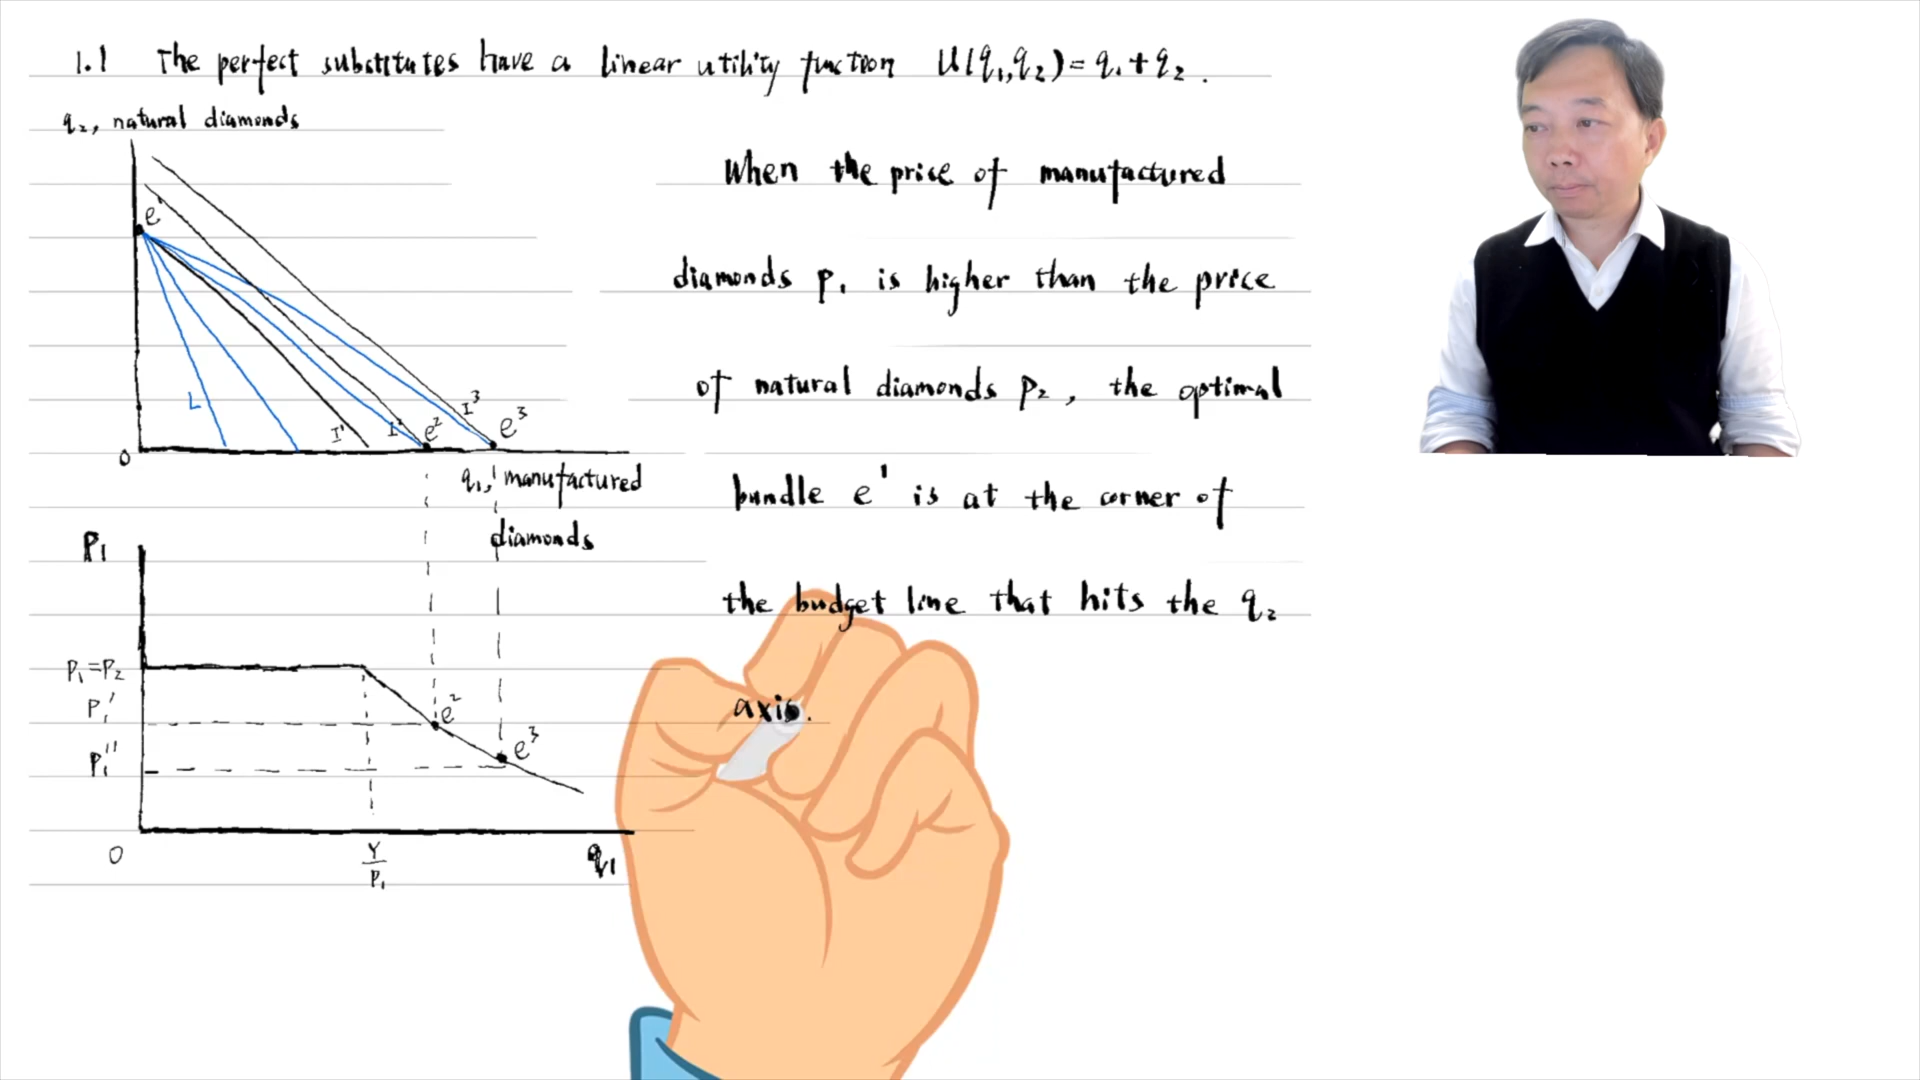 1.1 The perfect substitutes have a linear utility function U(q₁,q₂)=q₁+q₂.
q₂, natural diamonds
e¹
L
I¹
I²
e²
I³
e³
0
q₁, manufactured
diamonds
P₁
P₁=P₂
P₁'
P₁''
e²
e³
0
Y/P₁
q₁
When the price of manufactured
diamonds p₁ is higher than the price
of natural diamonds p₂, the optimal
bundle e' is at the corner of
the budget line that hits the q₂
axis.